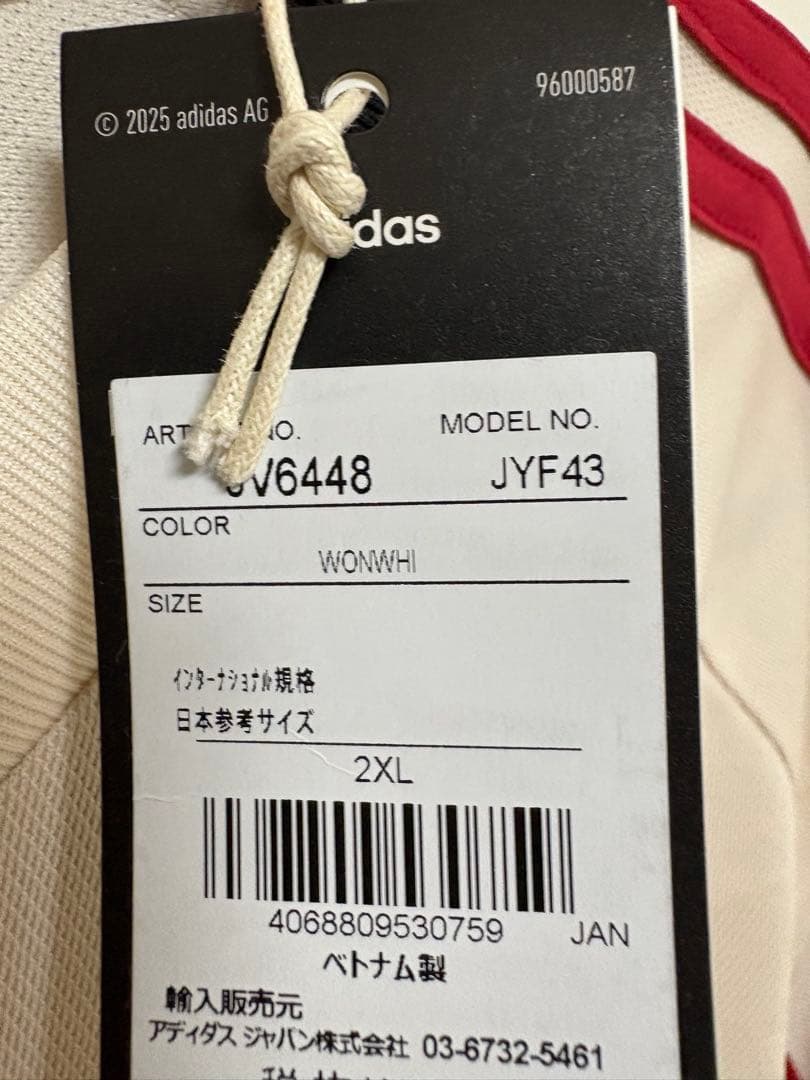 © 2025 adidas AG
96000587
das
ART NO.
MODEL NO.
V6448
JYF43
COLOR
WONWHI
SIZE
インターナショナル規格
日本参考サイズ
2XL
4068809530759 JAN
ベトナム製
輸入販売元
アディダス ジャパン株式会社 03-6732-5461